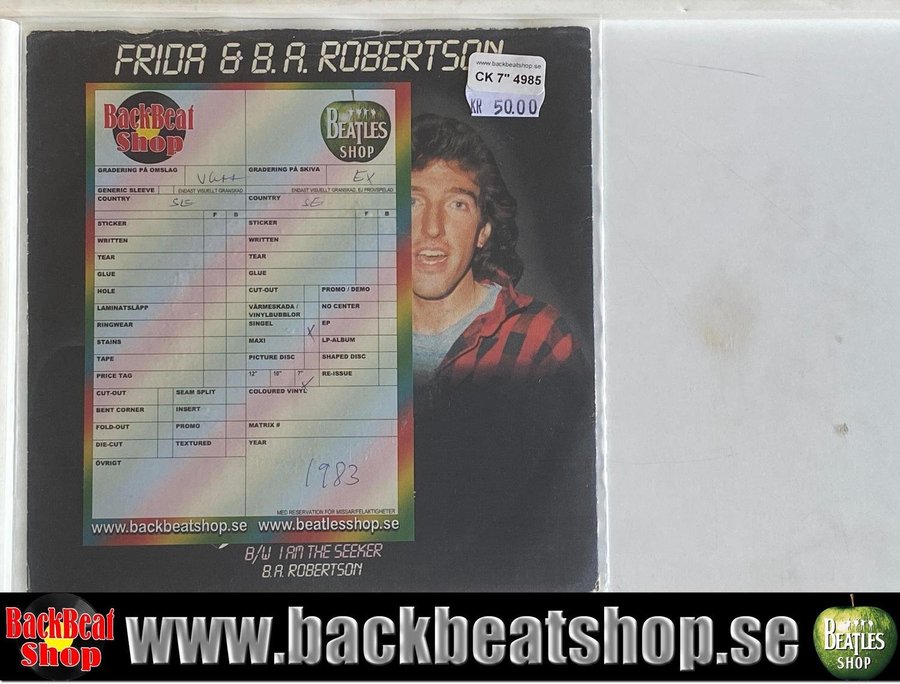 FRIDA & B.A. ROBERTSON
www.backbeatshop.se
CK 7" 4985
KR 50.00
BackBeat
Shop
BEATLES
SHOP
GRADERING PÅ OMSLAG
VG++
GRADERING PÅ SKIVA
EX
GENERIC SLEEVE
ENDAST VISUELLT GRANSKAD
ENDAST VISUELLT GRANSKAD, EJ PROVSPELAD
COUNTRY
SE
COUNTRY
SE
F B
F B
STICKER
STICKER
WRITTEN
WRITTEN
TEAR
TEAR
GLUE
GLUE
HOLE
CUT-OUT
PROMO / DEMO
LAMINATSLÄPP
VÄRMESKADA /
VINYLBUBBLOR
NO CENTER
RINGWEAR
SINGEL
X
EP
STAINS
MAXI
LP-ALBUM
TAPE
PICTURE DISC
SHAPED DISC
PRICE TAG
12" 10" 7"
RE-ISSUE
CUT-OUT
SEAM SPLIT
COLOURED VINYL
BENT CORNER
INSERT
FOLD-OUT
PROMO
MATRIX #
DIE-CUT
TEXTURED
YEAR
ÖVRIGT
1983
MED RESERVATION FÖR MISSAR/FELAKTIGHETER
www.backbeatshop.se www.beatlesshop.se
B/W I AM THE SEEKER
B.A. ROBERTSON
BackBeat
Shop
www.backbeatshop.se
BEATLES
SHOP